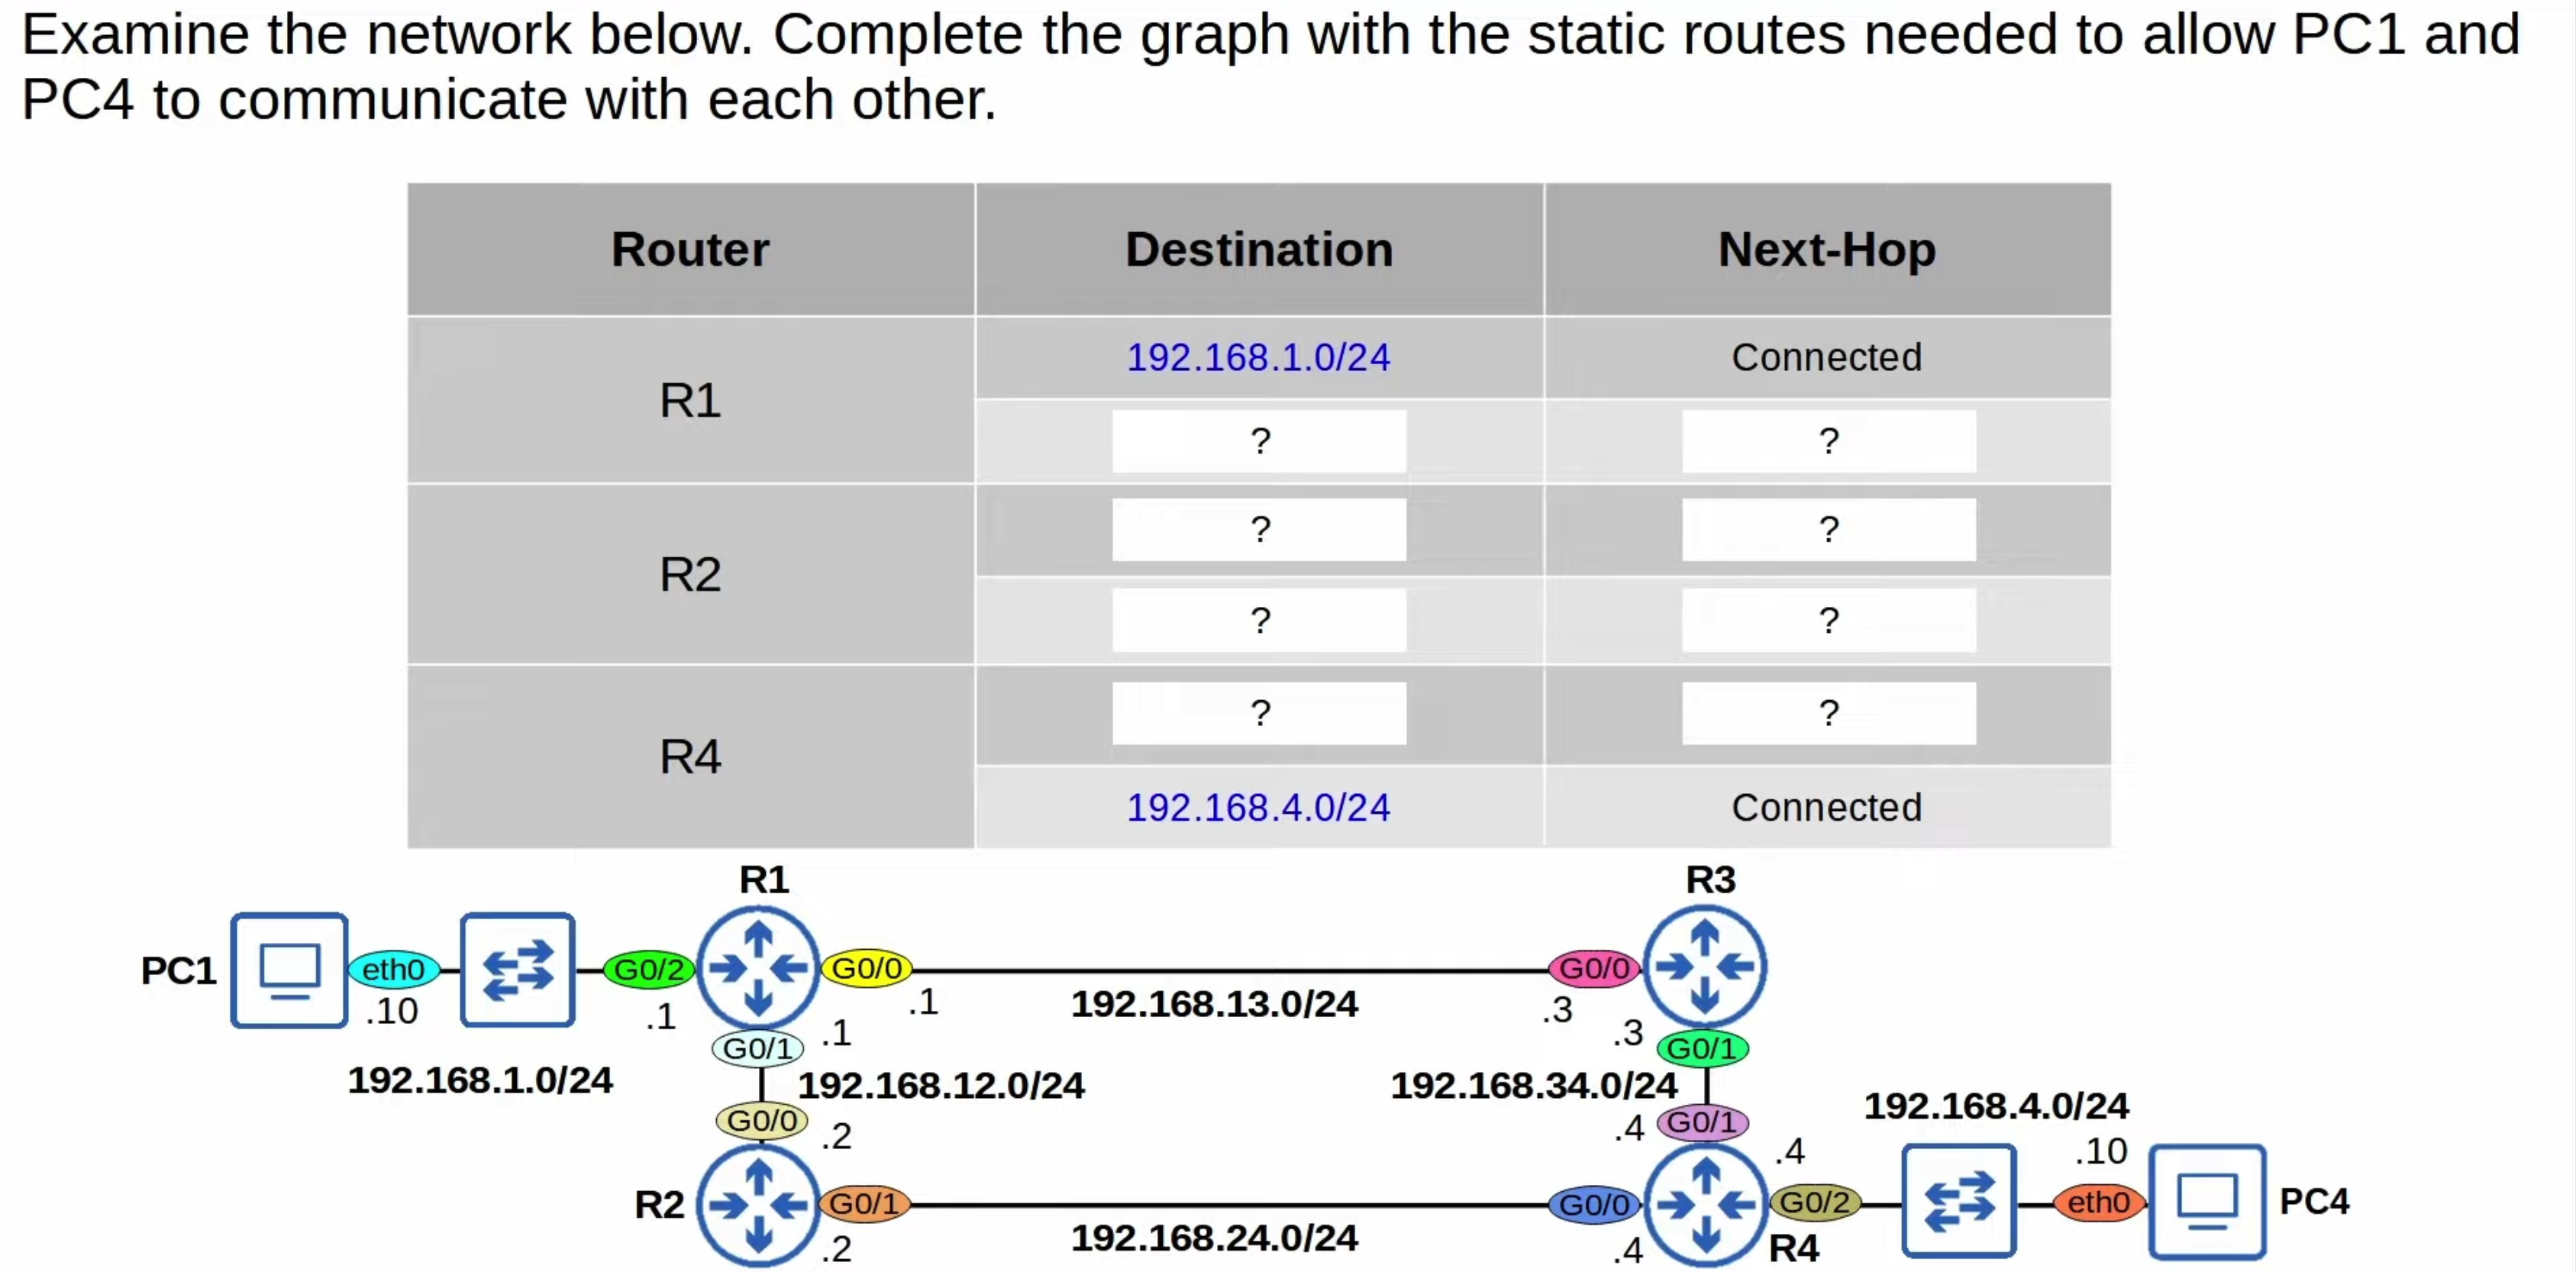 Examine the network below. Complete the graph with the static routes needed to allow PC1 and
PC4 to communicate with each other.
Router Destination Next-Hop
R1 192.168.1.0/24 Connected
? ?
R2 ? ?
? ?
R4 ? ?
192.168.4.0/24 Connected
R1 R3
PC1 eth0 G0/2 G0/0 G0/0
.10 .1 .1 192.168.13.0/24 .3
G0/1 .1 .3 G0/1
192.168.1.0/24 192.168.12.0/24 192.168.34.0/24 192.168.4.0/24
G0/0 .2 .4 G0/1 .4 .10
R2 G0/1 G0/0 G0/2 eth0 PC4
.2 192.168.24.0/24 .4 R4